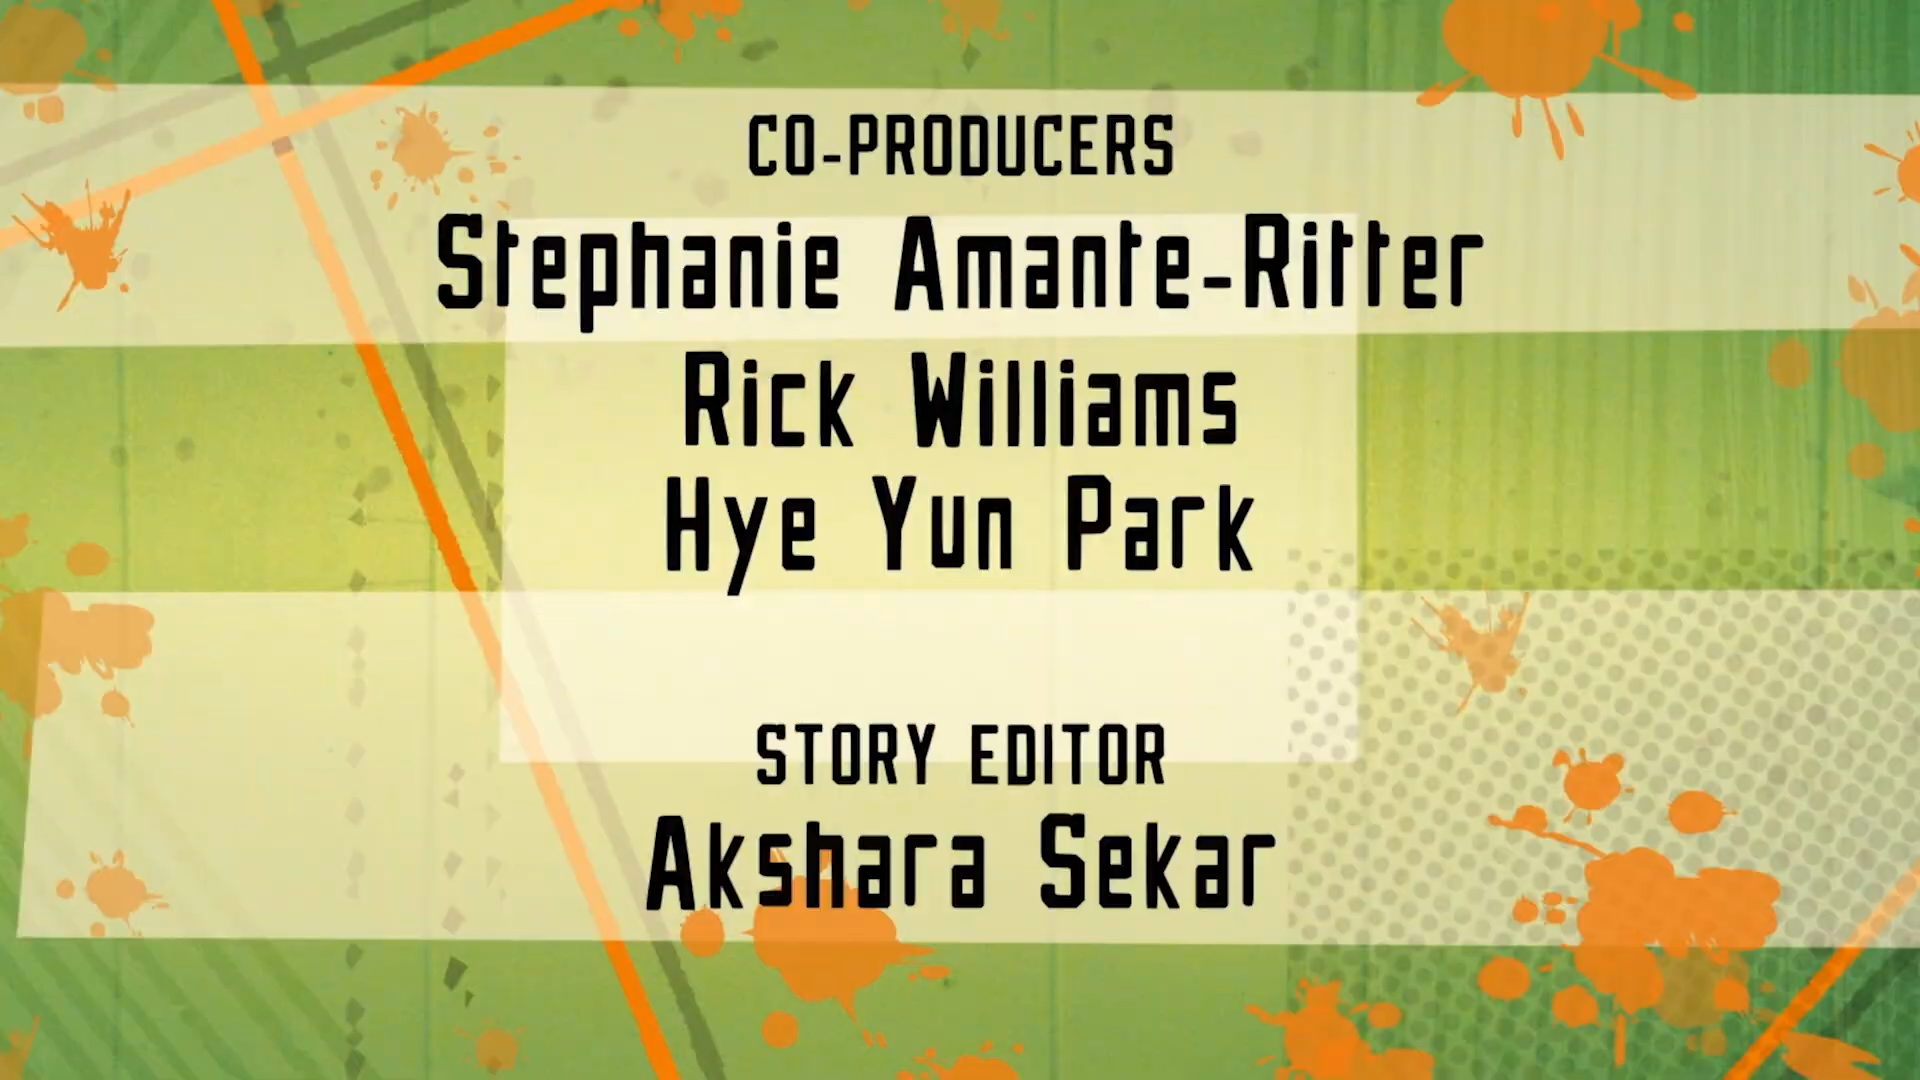 CO-PRODUCERS
Stephanie Amante-Ritter
Rick Williams
Hye Yun Park
STORY EDITOR
Akshara Sekar